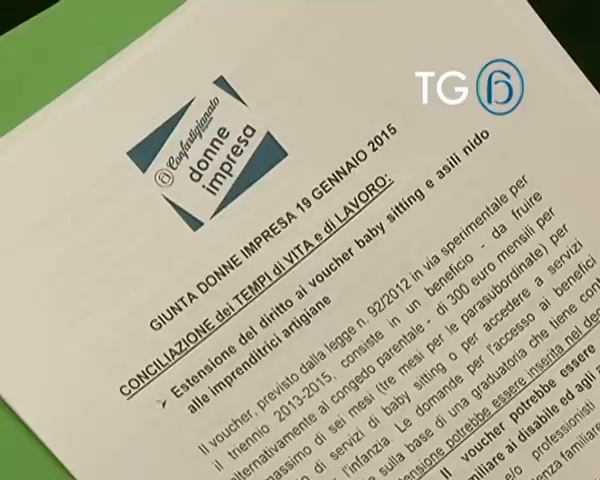 TG
Confartigianato
donne
impresa
GIUNTA DONNE IMPRESA 19 GENNAIO 2015
CONCILIAZIONE dei TEMPI di VITA e di LAVORO:
Estensione del diritto ai voucher baby sitting e asili nido
alle imprenditrici artigiane
Il voucher, previsto dalla legge n. 92/2012 in via sperimentale per
il triennio 2013-2015, consiste in un beneficio - da fruire
alternativamente al congedo parentale - di 300 euro mensili per
massimo di sei mesi (tre mesi per le parasubordinate) per
di servizi di baby sitting o per accedere a servizi
l'infanzia. Le domande per l'accesso ai benefici
sulla base di una graduatoria che tiene
potrebbe essere inserita nel
Il voucher potrebbe essere
ai disabile ed agli
e/o professionisti
familiare